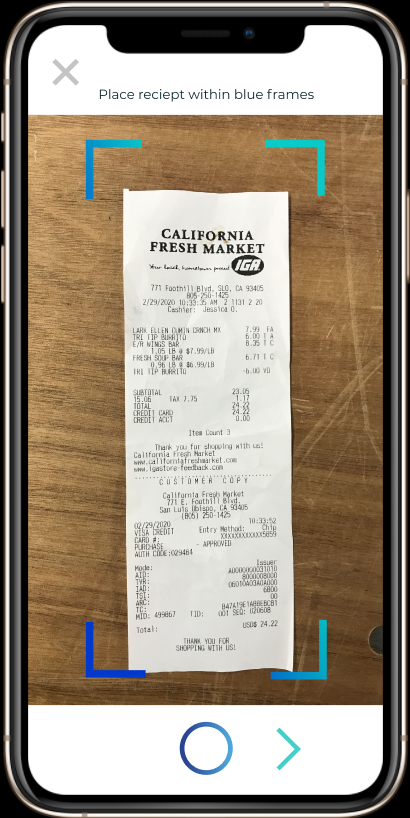 Place reciept within blue frames
CALIFORNIA
FRESH MARKET
Your local, hometown proud IGA
771 Foothill Blvd, SLO, CA 93405
805-250-1425
2/29/2020 10:33:35 AM 2 1131 2 20
Cashier: Jessica O.
LARK ELLEN CUMIN CRNCH MX 7.99 FA
TRI TIP BURRITO 6.00 T A
E/R WINGS BAR 8.35 T C
1.05 LB @ $7.99/LB
FRESH SOUP BAR 6.71 T C
0.96 LB @ $6.99/LB
TRI TIP BURRITO -6.00 VD
SUBTOTAL 23.05
15.06 TAX 7.75 1.17
TOTAL 24.22
CREDIT CARD 24.22
CREDIT ACCT 0.00
Item Count 3
Thank you for shopping with us!
California Fresh Market
www.californiafreshmarket.com
www.igastore-feedback.com
CUSTOMER COPY
California Fresh Market
771 E. Foothill Blvd.
San Luis Obispo, CA 93405
(805) 250-1425
02/29/2020 10:33:52
VISA CREDIT Entry Method: Chip
CARD #: XXXXXXXXXXXX5859
PURCHASE - APPROVED
AUTH CODE:029464
Mode: Issuer
AID: A0000000031010
TVR: 8000008000
IAD: 06010A03A0A000
TSI: 6800
ARC: 00
TC: B47A19E1ABBEBCB1
MID: 499867 TID: 001 SEQ: 020608
Total: USD$ 24.22
THANK YOU FOR
SHOPPING WITH US!